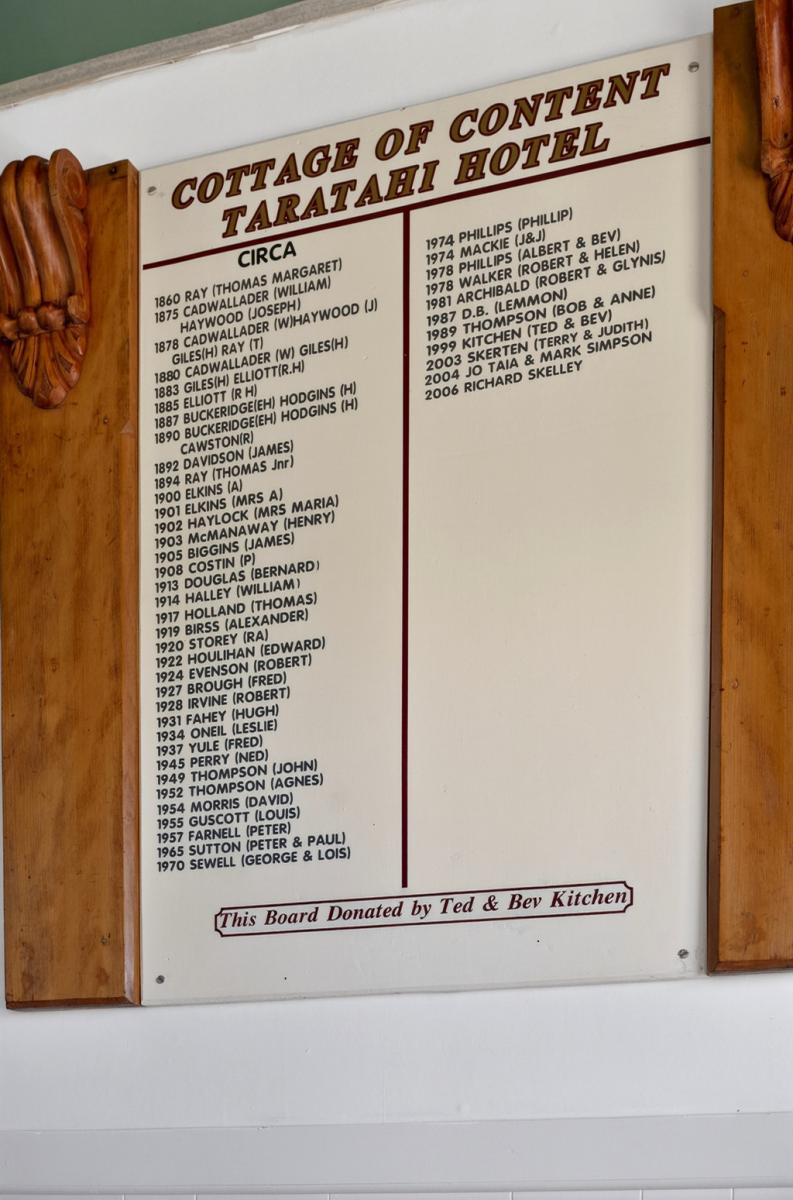 COTTAGE OF CONTENT
TARATAHI HOTEL
CIRCA
1860 RAY (THOMAS MARGARET)
1875 CADWALLADER (WILLIAM)
HAYWOOD (JOSEPH)
1878 CADWALLADER (W)HAYWOOD (J)
GILES(H) RAY (T)
1880 CADWALLADER (W) GILES(H)
1883 GILES(H) ELLIOTT(R.H)
1885 ELLIOTT (R H)
1887 BUCKERIDGE(EH) HODGINS (H)
1890 BUCKERIDGE(EH) HODGINS (H)
CAWSTON(R)
1892 DAVIDSON (JAMES)
1894 RAY (THOMAS Jnr)
1900 ELKINS (A)
1901 ELKINS (MRS A)
1902 HAYLOCK (MRS MARIA)
1903 McMANAWAY (HENRY)
1905 BIGGINS (JAMES)
1908 COSTIN (P)
1913 DOUGLAS (BERNARD)
1914 HALLEY (WILLIAM)
1917 HOLLAND (THOMAS)
1919 BIRSS (ALEXANDER)
1920 STOREY (RA)
1922 HOULIHAN (EDWARD)
1924 EVENSON (ROBERT)
1927 BROUGH (FRED)
1928 IRVINE (ROBERT)
1931 FAHEY (HUGH)
1934 ONEIL (LESLIE)
1937 YULE (FRED)
1945 PERRY (NED)
1949 THOMPSON (JOHN)
1952 THOMPSON (AGNES)
1954 MORRIS (DAVID)
1955 GUSCOTT (LOUIS)
1957 FARNELL (PETER)
1965 SUTTON (PETER & PAUL)
1970 SEWELL (GEORGE & LOIS)
1974 PHILLIPS (PHILLIP)
1974 MACKIE (J&J)
1978 PHILLIPS (ALBERT & BEV)
1978 WALKER (ROBERT & HELEN)
1981 ARCHIBALD (ROBERT & GLYNIS)
1987 D.B. (LEMMON)
1989 THOMPSON (BOB & ANNE)
1999 KITCHEN (TED & BEV)
2003 SKERTEN (TERRY & JUDITH)
2004 JO TAIA & MARK SIMPSON
2006 RICHARD SKELLEY
This Board Donated by Ted & Bev Kitchen